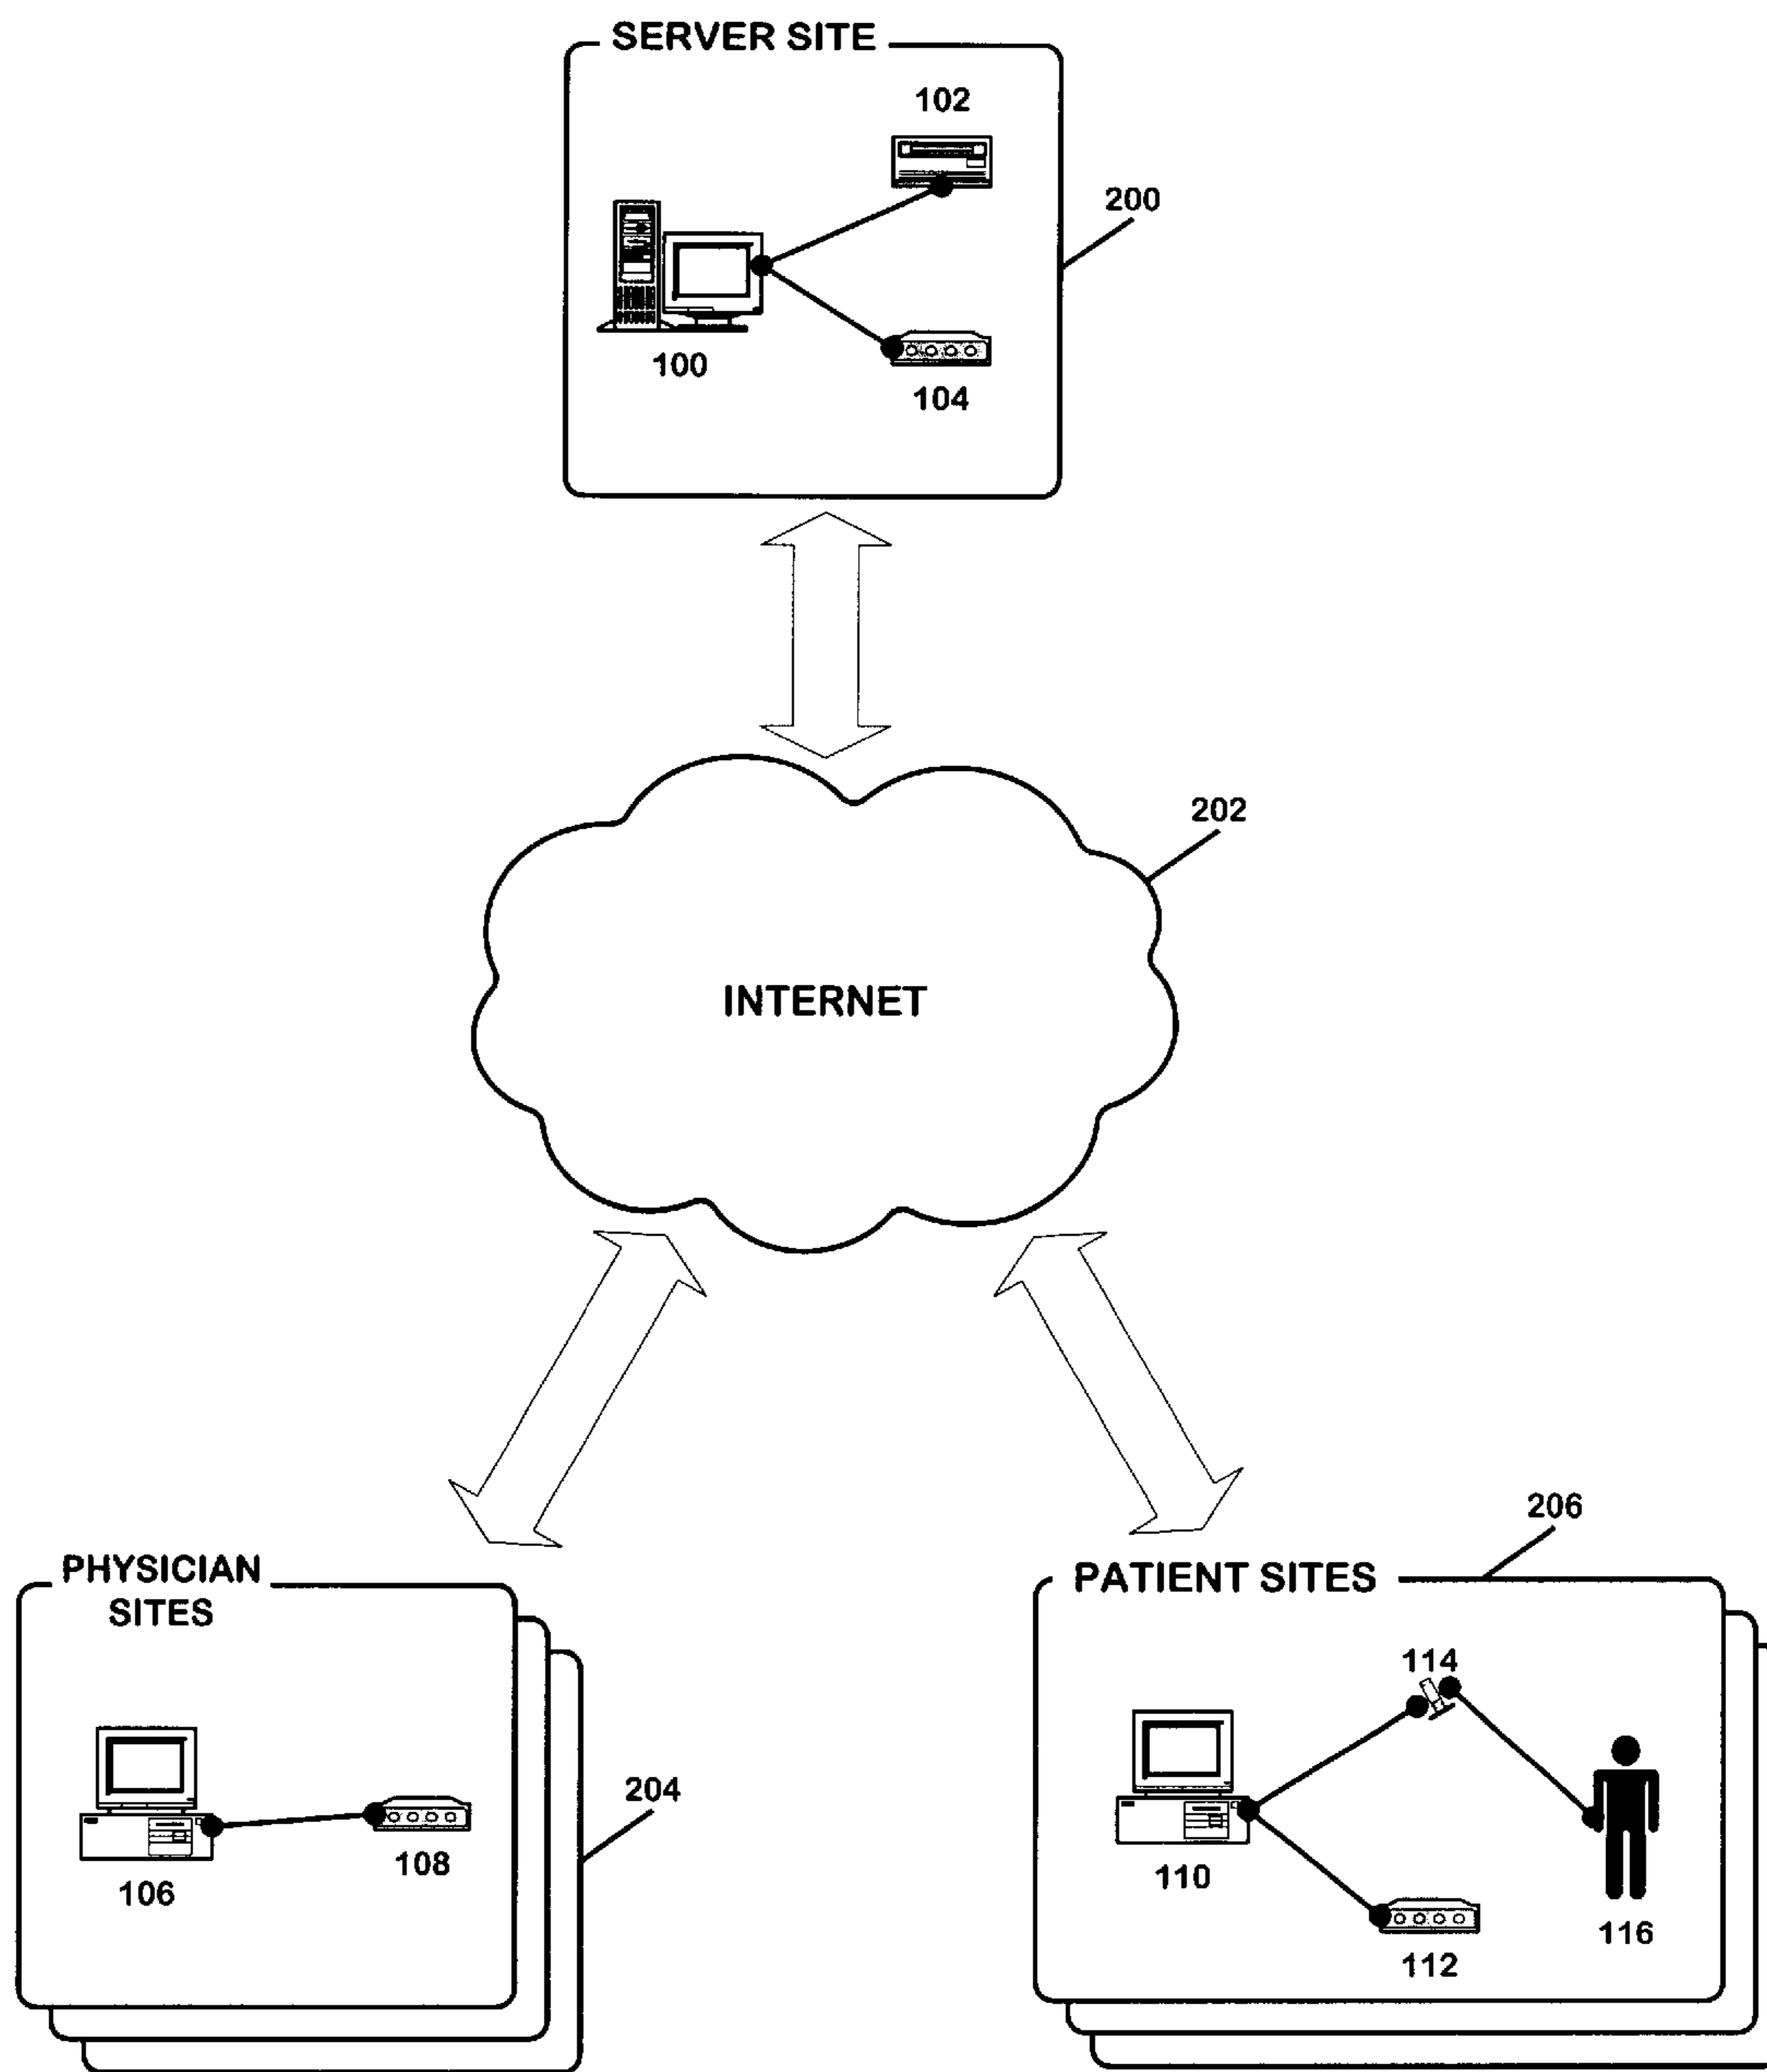 SERVER SITE
102
200
100
104
202
INTERNET
206
PHYSICIAN
SITES
PATIENT SITES
114
204
108
106
110
116
112